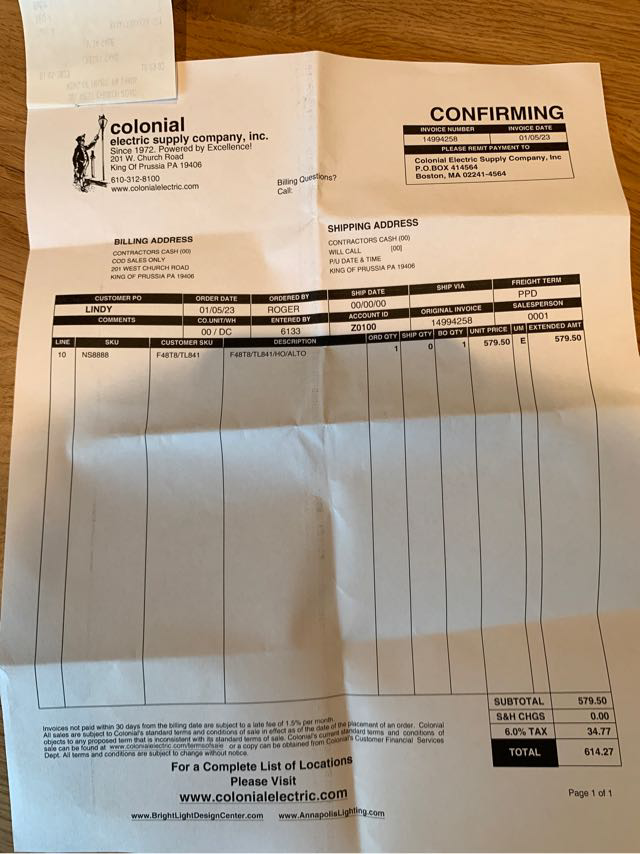 CONFIRMING
colonial
electric supply company, inc.
Since 1972. Powered by Excellence!
201 W. Church Road
King Of Prussia PA 19406
610-312-8100
www.colonialelectric.com
Billing Questions?
Call:
INVOICE NUMBER INVOICE DATE
14994258 01/05/23
PLEASE REMIT PAYMENT TO
Colonial Electric Supply Company, Inc
P.O.BOX 414564
Boston, MA 02241-4564
BILLING ADDRESS
CONTRACTORS CASH (00)
COD SALES ONLY
201 WEST CHURCH ROAD
KING OF PRUSSIA PA 19406
SHIPPING ADDRESS
CONTRACTORS CASH (00)
WILL CALL [00]
P/U DATE & TIME
KING OF PRUSSIA PA 19406
CUSTOMER PO ORDER DATE ORDERED BY SHIP DATE SHIP VIA FREIGHT TERM
LINDY 01/05/23 ROGER 00/00/00 PPD
COMMENTS CO.UNIT/WH ENTERED BY ACCOUNT ID ORIGINAL INVOICE SALESPERSON
00 / DC 6133 Z0100 14994258 0001
LINE SKU CUSTOMER SKU DESCRIPTION ORD QTY SHIP QTY BO QTY UNIT PRICE UM EXTENDED AMT
10 NS8888 F48T8/TL841 F48T8/TL841/HO/ALTO 1 0 1 579.50 E 579.50
SUBTOTAL 579.50
S&H CHGS 0.00
6.0% TAX 34.77
TOTAL 614.27
Invoices not paid within 30 days from the billing date are subject to a late fee of 1.5% per month.
All sales are subject to Colonial's standard terms and conditions of sale in effect as of the date of the placement of an order. Colonial
objects to any proposed term that is inconsistent with its standard terms of sale. Colonial's current standard terms and conditions of
sale can be found at www.colonialelectric.com/termsofsale or a copy can be obtained from Colonial's Customer Financial Services
Dept. All terms and conditions are subject to change without notice.
For a Complete List of Locations
Please Visit
www.colonialelectric.com
www.BrightLightDesignCenter.com www.AnnapolisLighting.com
Page 1 of 1